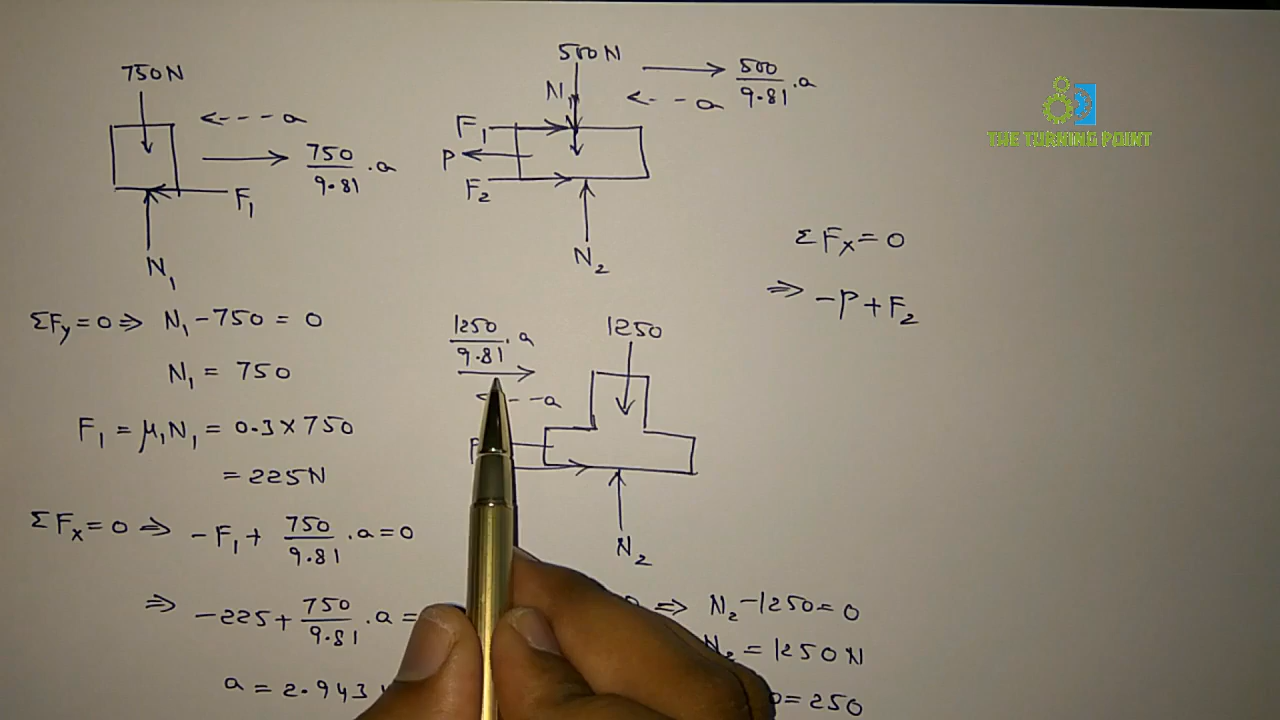 750N
a
750/9.81 .a
F1
N1
ΣFy=0 ⇒ N1 -750 = 0
N1 = 750
F1 = μ1N1 = 0.3×750
= 225N
ΣFx=0 ⇒ -F1+ 750/9.81 .a=0
⇒ -225+ 750/9.81 .a=
a = 2.943
500N
500/9.81 .a
N1
a
F1
P
F2
N2
1250/9.81 .a
a
1250
N2
⇒ N2-1250=0
N2 = 1250N
= 250
ΣFx=0
⇒ -P+F2
THE TURNING POINT